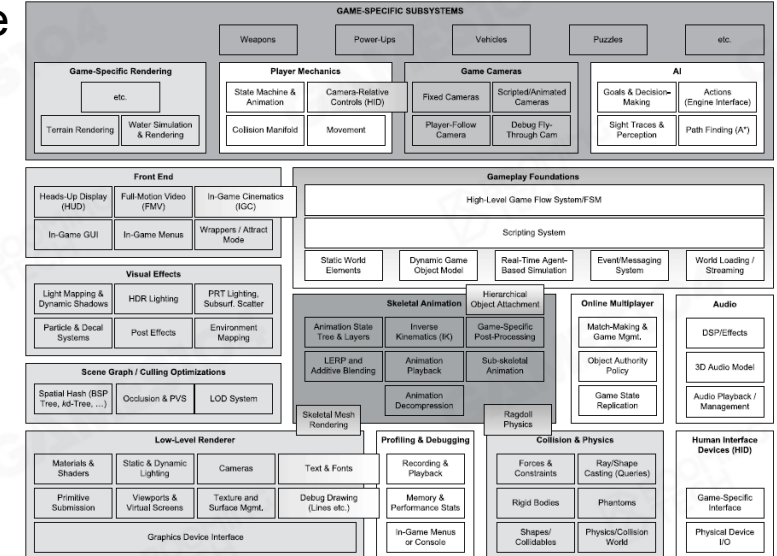 e
GAME-SPECIFIC SUBSYSTEMS
Weapons
Power-Ups
Vehicles
Puzzles
etc.
Game-Specific Rendering
etc.
Terrain Rendering
Water Simulation
& Rendering
Player Mechanics
State Machine &
Animation
Camera-Relative
Controls (HID)
Collision Manifold
Movement
Game Cameras
Fixed Cameras
Scripted/Animated
Cameras
Player-Follow
Camera
Debug Fly-
Through Cam
AI
Goals & Decision-
Making
Actions
(Engine Interface)
Sight Traces &
Perception
Path Finding (A*)
Front End
Heads-Up Display
(HUD)
Full-Motion Video
(FMV)
In-Game Cinematics
(IGC)
In-Game GUI
In-Game Menus
Wrappers / Attract
Mode
Gameplay Foundations
High-Level Game Flow System/FSM
Scripting System
Static World
Elements
Dynamic Game
Object Model
Real-Time Agent-
Based Simulation
Event/Messaging
System
World Loading /
Streaming
Visual Effects
Light Mapping &
Dynamic Shadows
HDR Lighting
PRT Lighting,
Subsurf. Scatter
Particle & Decal
Systems
Post Effects
Environment
Mapping
Skeletal Animation
Hierarchical
Object Attachment
Animation State
Tree & Layers
Inverse
Kinematics (IK)
Game-Specific
Post-Processing
LERP and
Additive Blending
Animation
Playback
Sub-skeletal
Animation
Animation
Decompression
Skeletal Mesh
Rendering
Ragdoll
Physics
Online Multiplayer
Match-Making &
Game Mgmt.
Object Authority
Policy
Game State
Replication
Audio
DSP/Effects
3D Audio Model
Audio Playback /
Management
Scene Graph / Culling Optimizations
Spatial Hash (BSP
Tree, kd-Tree, ...)
Occlusion & PVS
LOD System
Low-Level Renderer
Materials &
Shaders
Static & Dynamic
Lighting
Cameras
Text & Fonts
Primitive
Submission
Viewports &
Virtual Screens
Texture and
Surface Mgmt.
Debug Drawing
(Lines etc.)
Graphics Device Interface
Profiling & Debugging
Recording &
Playback
Memory &
Performance Stats
In-Game Menus
or Console
Collision & Physics
Forces &
Constraints
Ray/Shape
Casting (Queries)
Rigid Bodies
Phantoms
Shapes/
Collidables
Physics/Collision
World
Human Interface
Devices (HID)
Game-Specific
Interface
Physical Device
I/O